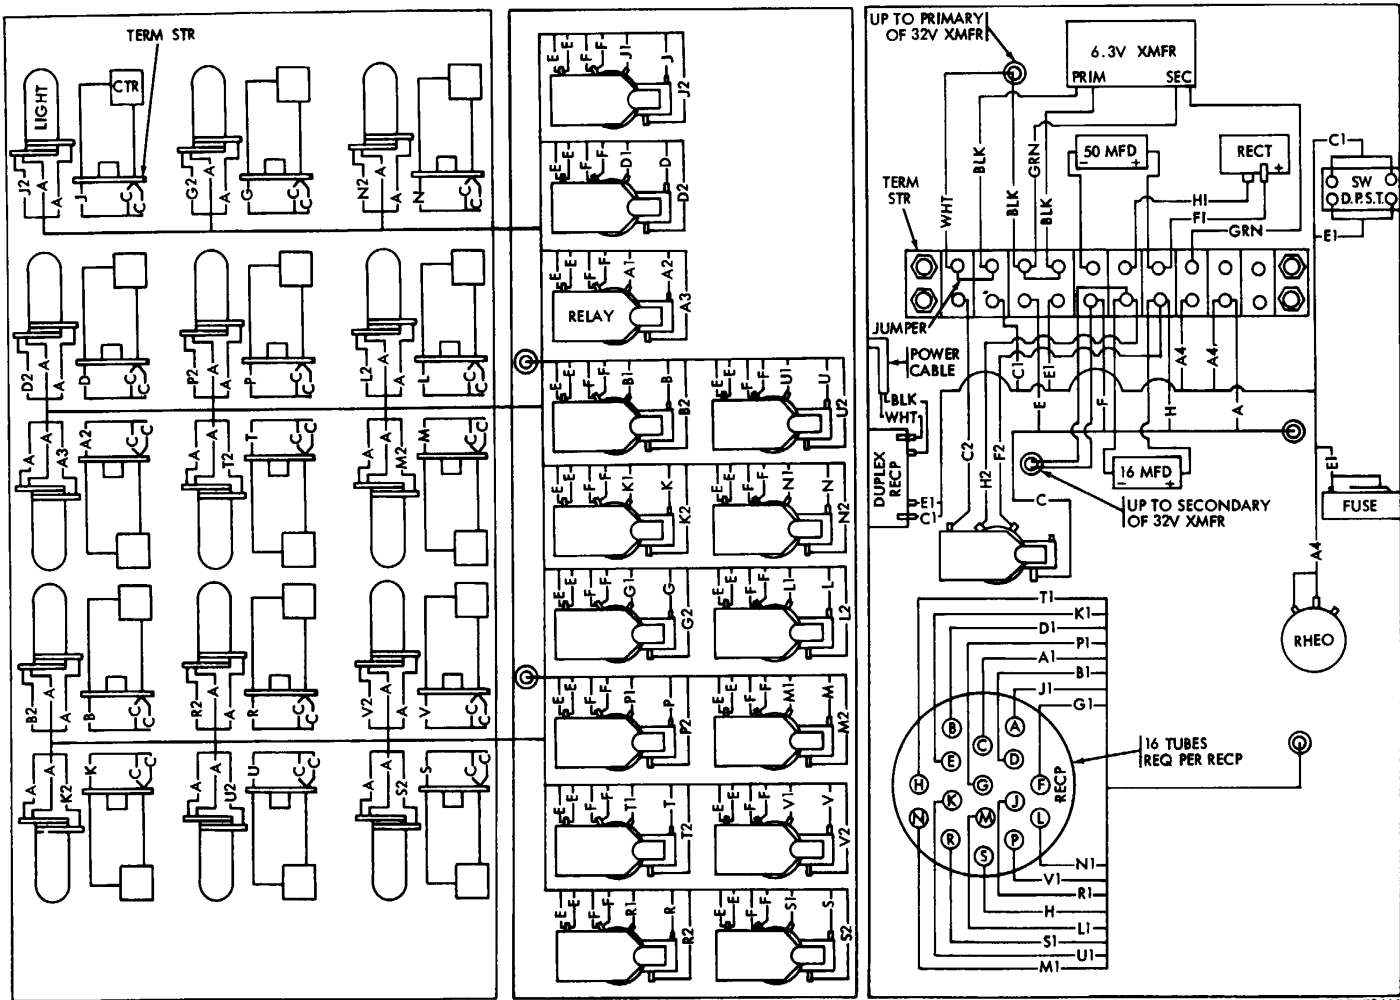 TERM STR
LIGHT
CTR
J2
A
A
J
C
C
G2
A
A
G
C
C
N2
A
A
N
C
C
D2
A
A
D
C
C
P2
A
A
P
C
C
L2
A
A
L
C
C
A
A
A3
A2
C
C
A
A
T2
T
C
C
A
A
M2
M
C
C
B2
A
A
B
C
C
R2
A
A
R
C
C
V2
A
A
V
C
C
A
A
K2
K
C
C
A
A
U2
U
C
C
A
A
S2
S
C
C
E
E
F
F
J1
J
J2
E
E
F
F
D1
D
D2
E
E
F
F
A1
A2
A3
RELAY
E
E
F
F
B1
B
B2
E
E
F
F
U1
U
U2
E
E
F
F
K1
K
K2
E
E
F
F
N1
N
N2
E
E
F
F
G1
G
G2
E
E
F
F
L1
L
L2
E
E
F
F
P1
P
P2
E
E
F
F
M1
M
M2
E
E
F
F
T1
T
T2
E
E
F
F
V1
V
V2
E
E
F
F
R1
R
R2
E
E
F
F
S1
S
S2
UP TO PRIMARY
OF 32V XMFR
6.3V XMFR
PRIM
SEC
WHT
BLK
BLK
GRN
BLK
50 MFD
- +
RECT
+
H1
F1
GRN
C1
SW
D.P.S.T.
E1
TERM
STR
JUMPER
POWER
CABLE
BLK
WHT
DUPLEX
RECP
E1
C1
C1
E1
A4
A4
E
F
H
A
C2
H2
F2
C
16 MFD
- +
UP TO SECONDARY
OF 32V XMFR
E1
FUSE
A4
RHEO
T1
K1
D1
P1
A1
B1
J1
G1
B
A
C
E
D
H
G
F
K
J
N
M
L
R
P
S
RECP
16 TUBES
REQ PER RECP
N1
V1
R1
H
L1
S1
U1
M1